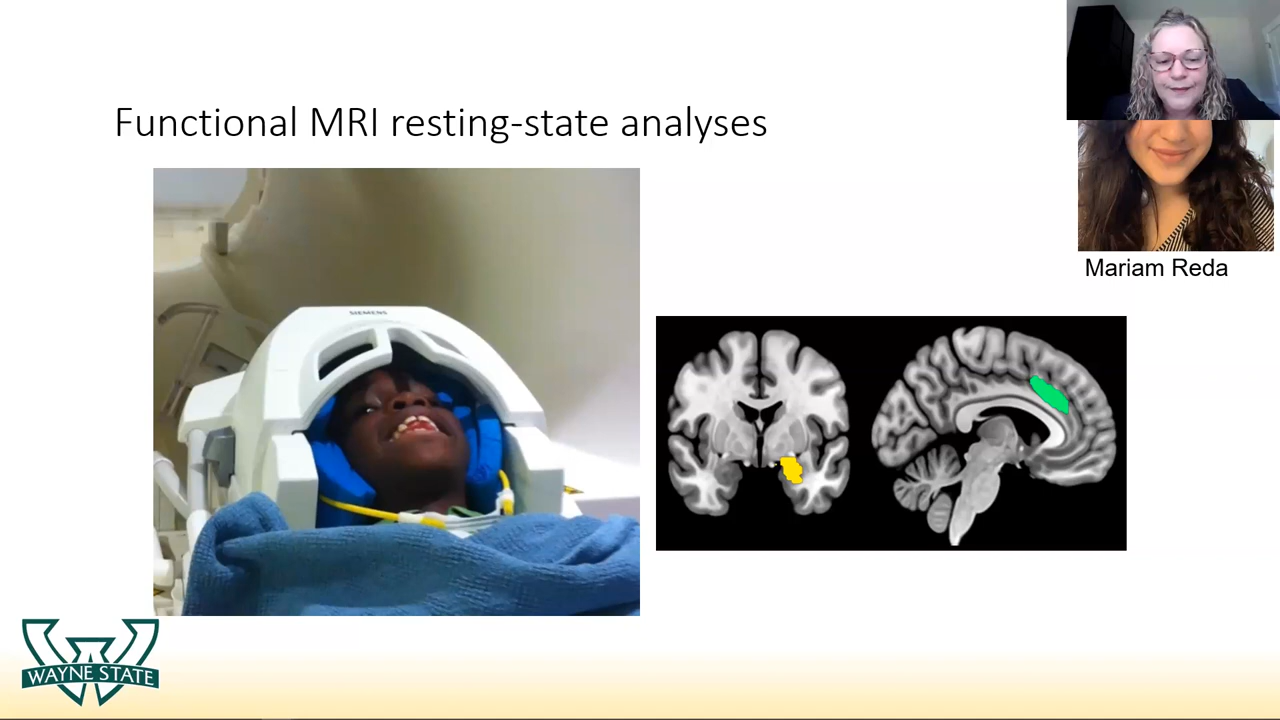 Functional MRI resting-state analyses
Mariam Reda
SIEMENS
WAYNE STATE